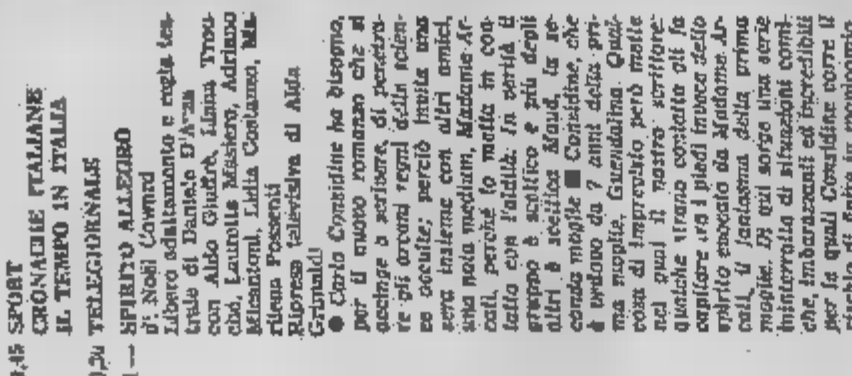 ,45 SPORT
CRONACHE ITALIANE
IL TEMPO IN ITALIA
TELEGIORNALE
— SPIRITO ALLEGRO
di Noël Coward
Libero adattamento e regia tea-
trale di Daniele D'Anza
con Aldo Giuffrè, Luisa
Lauretta Masiero, Adriano
Micantoni, Lidia Costanzo, Ma-
rilena Possenti
Ripresa televisiva di Alda
Grimaldi
● Carlo Considine ha bisogno,
per il nuovo romanzo che si
accinge a scrivere, di penetra-
re gli arcani regni delle scien-
ze occulte; perciò invita una
sera insieme con altri amici,
una nota medium, Madame Ar-
cati, perché lo metta in con-
tatto con l'aldilà. In verità il
gruppo è scettico e più degli
altri è scettica Maud, la se-
conda moglie ■ Considine, che
è vedovo da 7 anni della pri-
ma moglie, Guendalina. Qual-
cosa di imprevisto però mette
nei guai il nostro scrittore:
qualche strano contatto gli fa
capitare tra i piedi invece dello
spirito evocato da Madame Ar-
cati, il fantasma della prima
moglie. Di qui sorge una serie
ininterrotta di situazioni comi-
che, imbarazzanti ed incredibili
per le quali Considine corre il
rischio di finire in manicomio